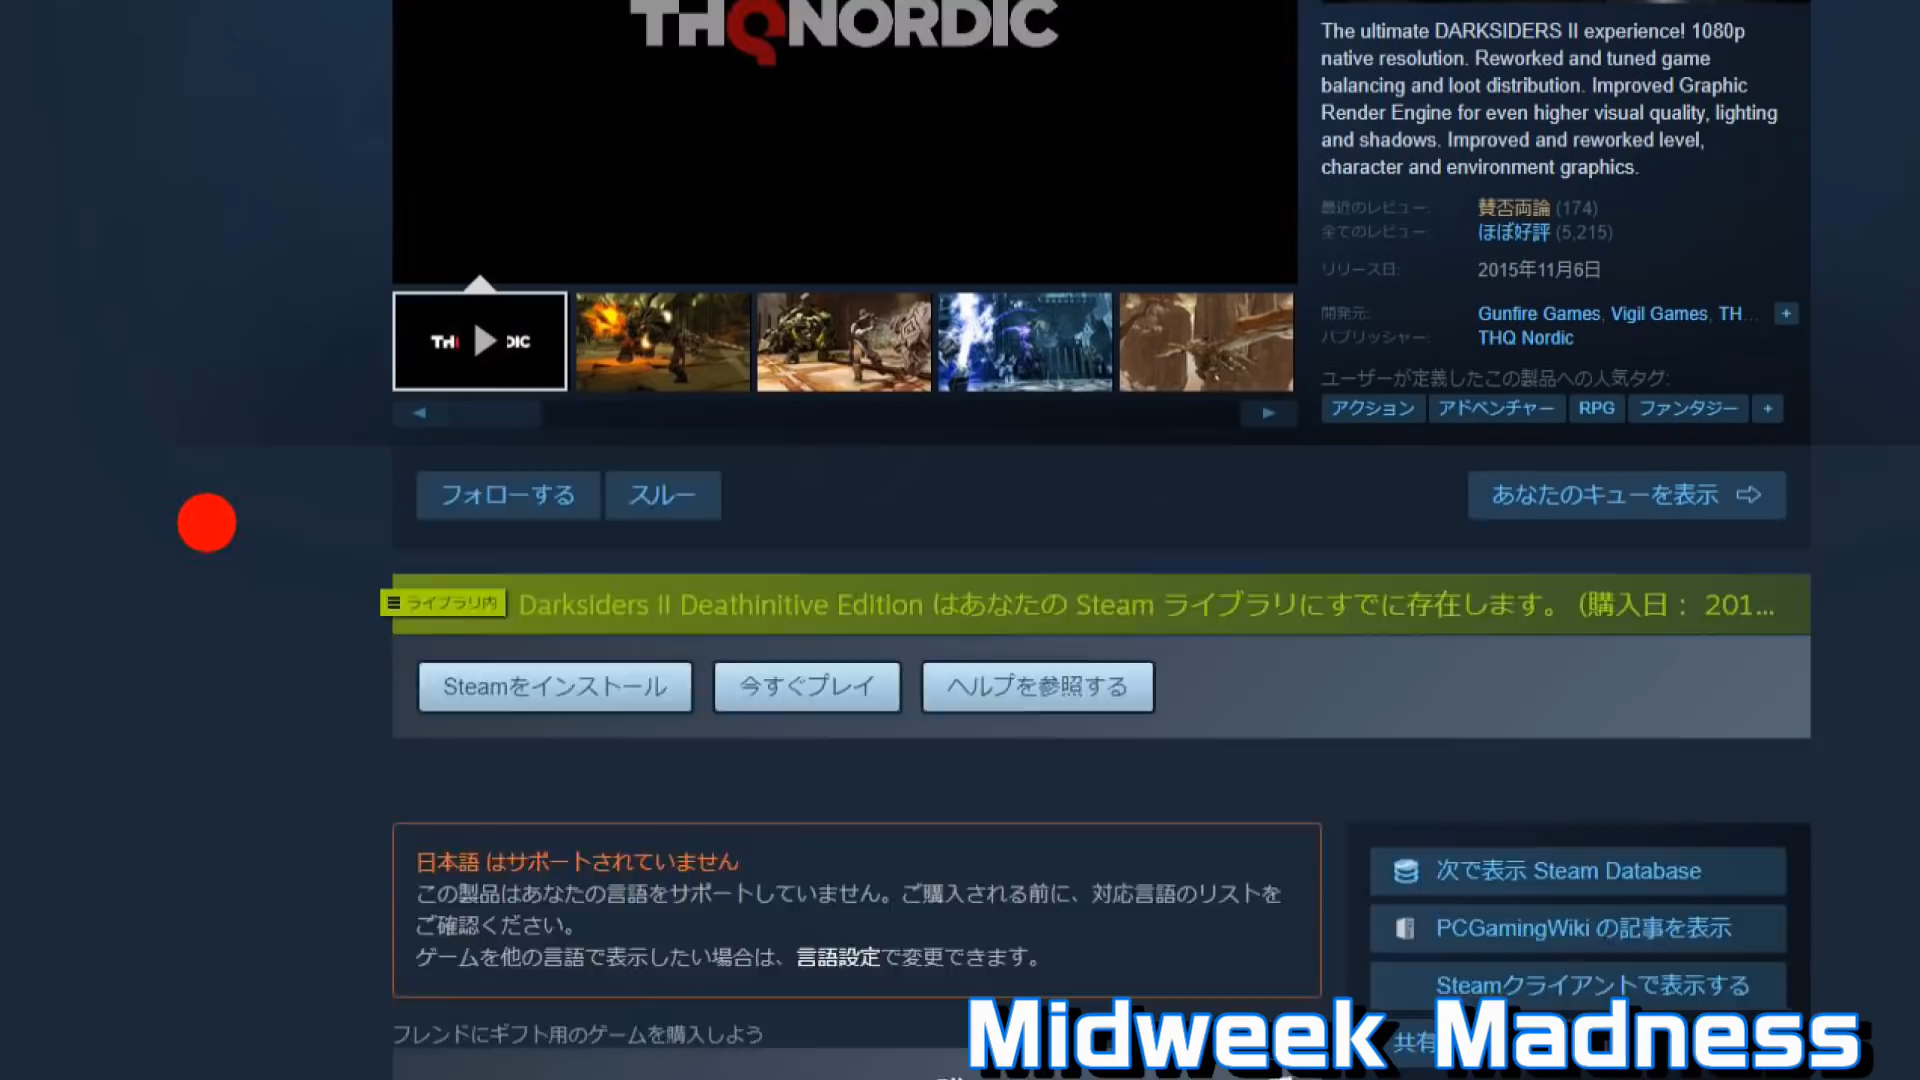 THQ NORDIC
The ultimate DARKSIDERS II experience! 1080p
native resolution. Reworked and tuned game
balancing and loot distribution. Improved Graphic
Render Engine for even higher visual quality, lighting
and shadows. Improved and reworked level,
character and environment graphics.
最近のレビュー: 賛否両論 (174)
全てのレビュー: ほぼ好評 (5,215)
リリース日: 2015年11月6日
開発元: Gunfire Games, Vigil Games, TH... +
パブリッシャー: THQ Nordic
ユーザーが定義したこの製品への人気タグ:
アクション アドベンチャー RPG ファンタジー +
フォローする スルー あなたのキューを表示
ライブラリ内 Darksiders II Deathinitive Edition はあなたの Steam ライブラリにすでに存在します。 (購入日： 201...
Steamをインストール 今すぐプレイ ヘルプを参照する
日本語 はサポートされていません
この製品はあなたの言語をサポートしていません。ご購入される前に、対応言語のリストを
ご確認ください。
ゲームを他の言語で表示したい場合は、言語設定で変更できます。
次で表示 Steam Database
PCGamingWiki の記事を表示
Steamクライアントで表示する
共有
フレンドにギフト用のゲームを購入しよう
Midweek Madness